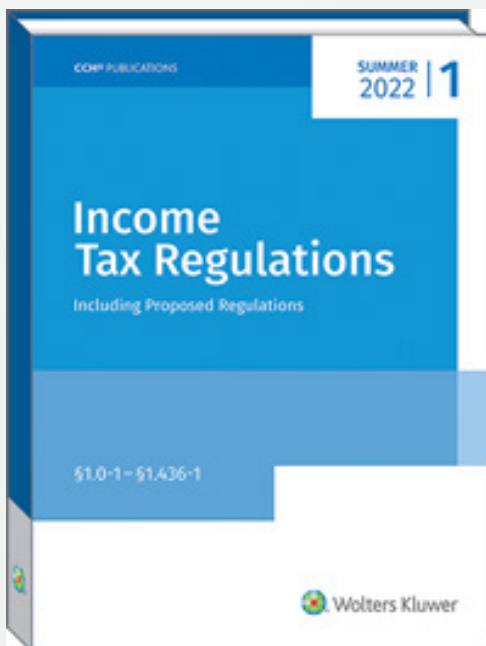 CCH® PUBLICATIONS
SUMMER
2022 | 1
Income
Tax Regulations
Including Proposed Regulations
§1.0-1 – §1.436-1
Wolters Kluwer